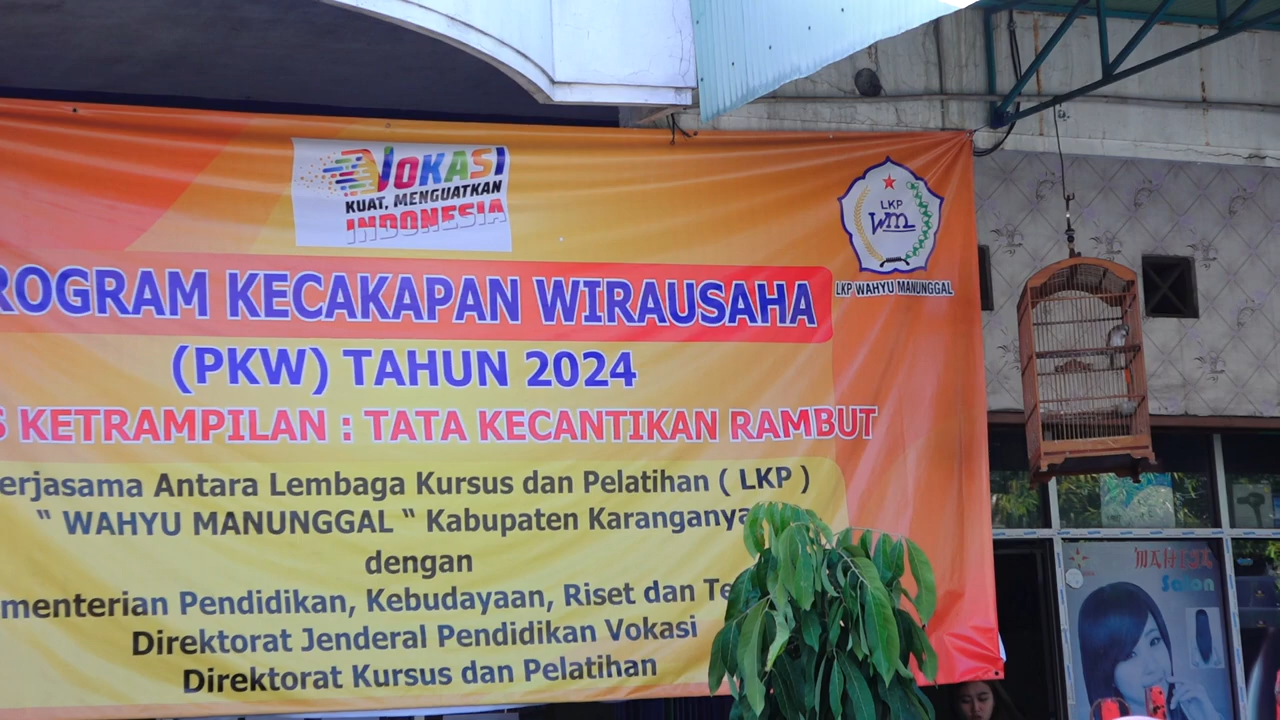 VOKASI
KUAT, MENGUATKAN
INDONESIA
LKP
WM
LKP WAHYU MANUNGGAL
ROGRAM KECAKAPAN WIRAUSAHA
(PKW) TAHUN 2024
S KETRAMPILAN : TATA KECANTIKAN RAMBUT
erjasama Antara Lembaga Kursus dan Pelatihan ( LKP )
" WAHYU MANUNGGAL " Kabupaten Karanganya
dengan
menterian Pendidikan, Kebudayaan, Riset dan Te
Direktorat Jenderal Pendidikan Vokasi
Direktorat Kursus dan Pelatihan
Salon